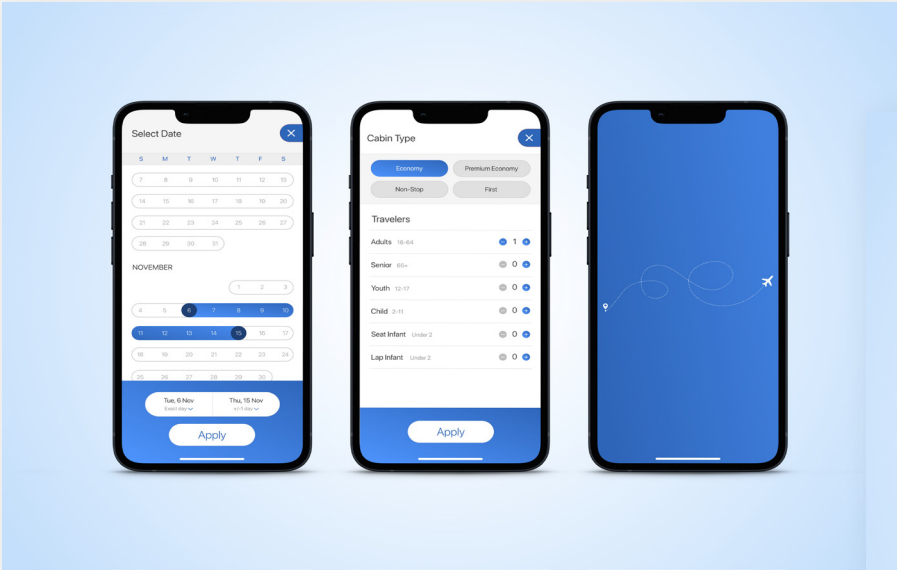 Select Date
S M T W T F S
7 8 9 10 11 12 13
14 15 16 17 18 19 20
21 22 23 24 25 26 27
28 29 30 31
NOVEMBER
1 2 3
4 5 6 7 8 9 10
11 12 13 14 15 16 17
18 19 20 21 22 23 24
25 26 27 28 29 30
Tue, 6 Nov Thu, 15 Nov
Exact day +/-1 day
Apply
Cabin Type
Economy Premium Economy
Non-Stop First
Travelers
Adults 16-64 1
Senior 65+ 0
Youth 12-17 0
Child 2-11 0
Seat Infant Under 2 0
Lap Infant Under 2 0
Apply